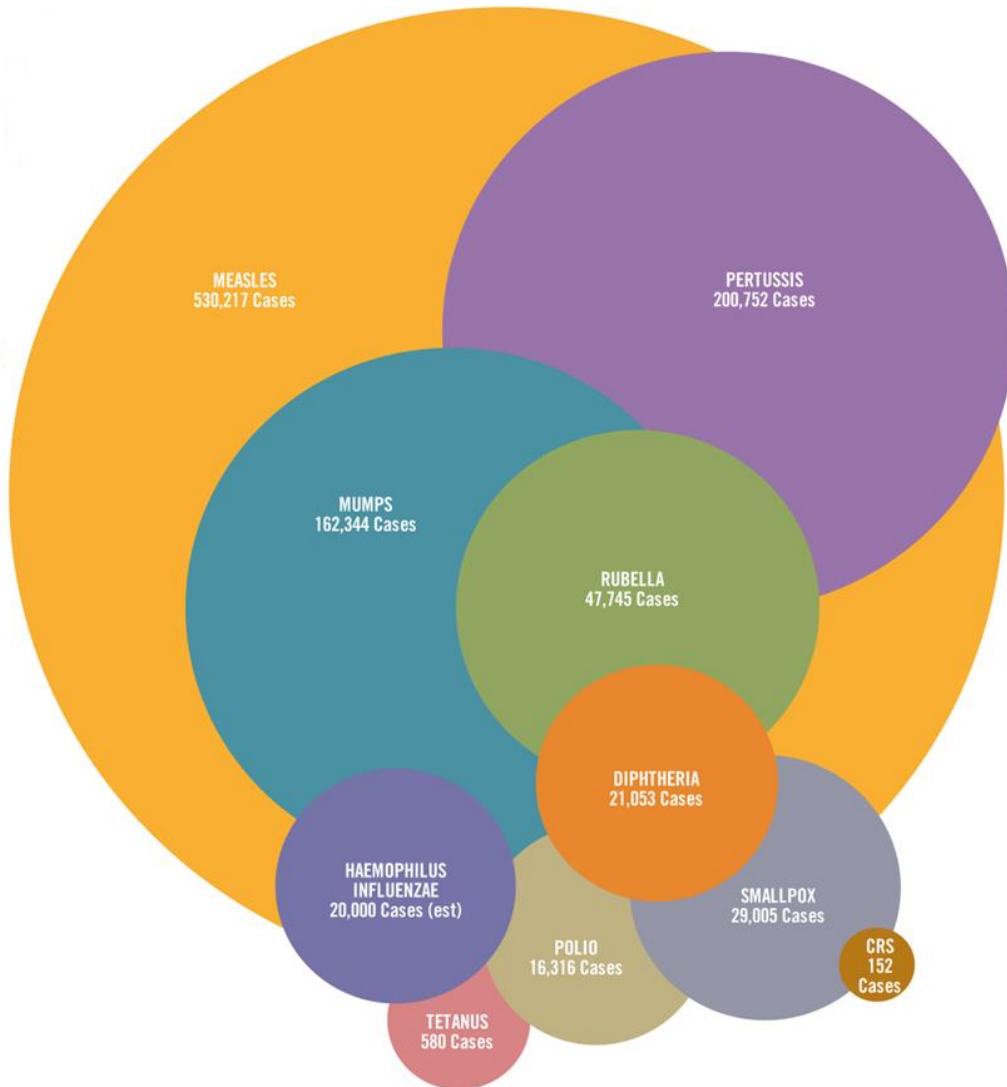 MEASLES
530,217 Cases
PERTUSSIS
200,752 Cases
MUMPS
162,344 Cases
RUBELLA
47,745 Cases
DIPHTHERIA
21,053 Cases
HAEMOPHILUS
INFLUENZAE
20,000 Cases (est)
SMALLPOX
29,005 Cases
POLIO
16,316 Cases
CRS
152
Cases
TETANUS
580 Cases